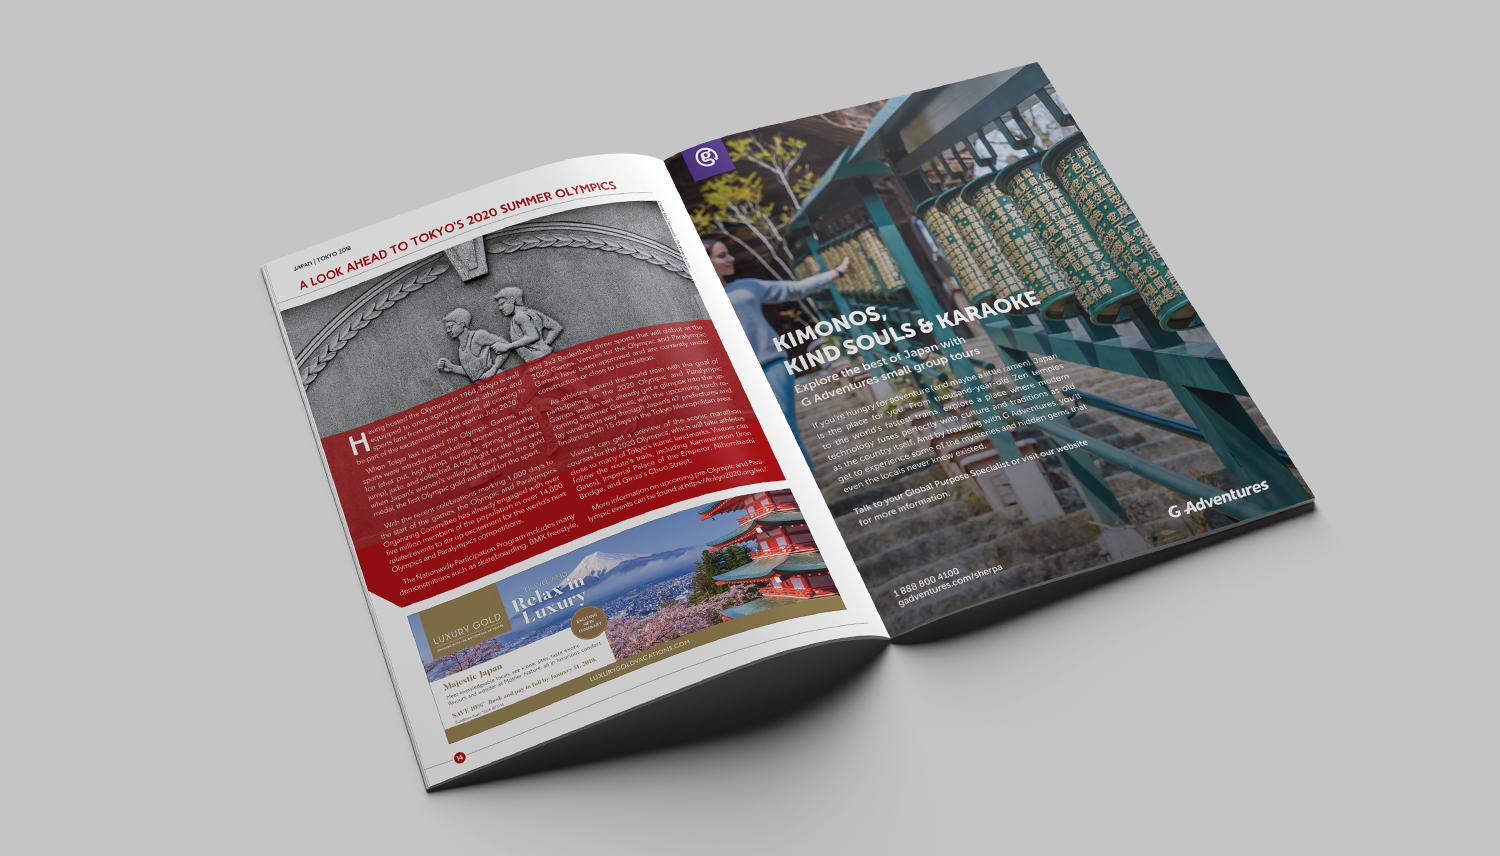 JAPAN | TOKYO 2018
A LOOK AHEAD TO TOKYO'S 2020 SUMMER OLYMPICS
Having hosted the Olympics in 1964, Tokyo is well
equipped to once again welcome athletes and
sports fans from around the world, all coming to
be part of the excitement that will start July 2020.
When Tokyo last hosted the Olympic Games, new
sports were introduced, including women's pentath-
lon (shot put, high jump, hurdling, spring, and long
jump), judo, and volleyball. A highlight for the host was
when Japan's women's volleyball team won the gold
medal, the first Olympic gold awarded for the sport.
With the recent celebrations marking 1,000 days to
the start of the games, the Olympic and Paralympics
Organizing Committee has already engaged with over
five million members of the population in over 14,000
related events to stir up excitement for the world's next
Olympics and Paralympics competitions.
The Nationwide Participation Program includes many
demonstrations such as skateboarding, BMX freestyle,
and 3x3 Basketball, three sports that will debut at the
2020 Games. Venues for the Olympic and Paralympic
Games have been approved and are currently under
construction or close to completion.
As athletes around the world train with the goal of
participating in the 2020 Olympic and Paralympic
Games, visitors can already get a glimpse into the up-
coming Summer Games, with the upcoming torch re-
lay landing its way through Japan's 47 prefectures and
finalizing with 15 days in the Tokyo Metropolitan area.
Visitors can get a preview of the scenic marathon
courses for the 2020 Olympics, which will take athletes
close to many of Tokyo's iconic landmarks. Visitors can
follow the route's trails, including Kaminarimon (Iron
Gates), Imperial Palace of the Emperor, Nihombashi
Bridge, and Ginza's Chuo Street.
More information on upcoming pre-Olympic and Para-
lympic events can be found at https://tokyo2020.org/en/.
LUXURY GOLD
TRAVEL AND
Relax in
Luxury
EXCITING
NEW
ITINERARY
Majestic Japan
Meet knowledgeable locals, see iconic sites, taste exotic
flavours and wonder at Mother Nature, all in luxurious comfort.
SAVE 10%* Book and pay in full by January 31, 2019.
LUXURYGOLDVACATIONS.COM
14
g
KIMONOS,
KIND SOULS & KARAOKE
Explore the best of Japan with
G Adventures small group tours
If you're hungry for adventure (and maybe a little ramen), Japan
is the place for you. From thousand-year-old Zen temples
to the world's fastest trains, explore a place where modern
technology fuses perfectly with culture and traditions as old
as the country itself. And by traveling with G Adventures, you'll
get to experience some of the mysteries and hidden gems that
even the locals never knew existed.
Talk to your Global Purpose Specialist or visit our website
for more information.
G Adventures
1 888 800 4100
gadventures.com/sherpa